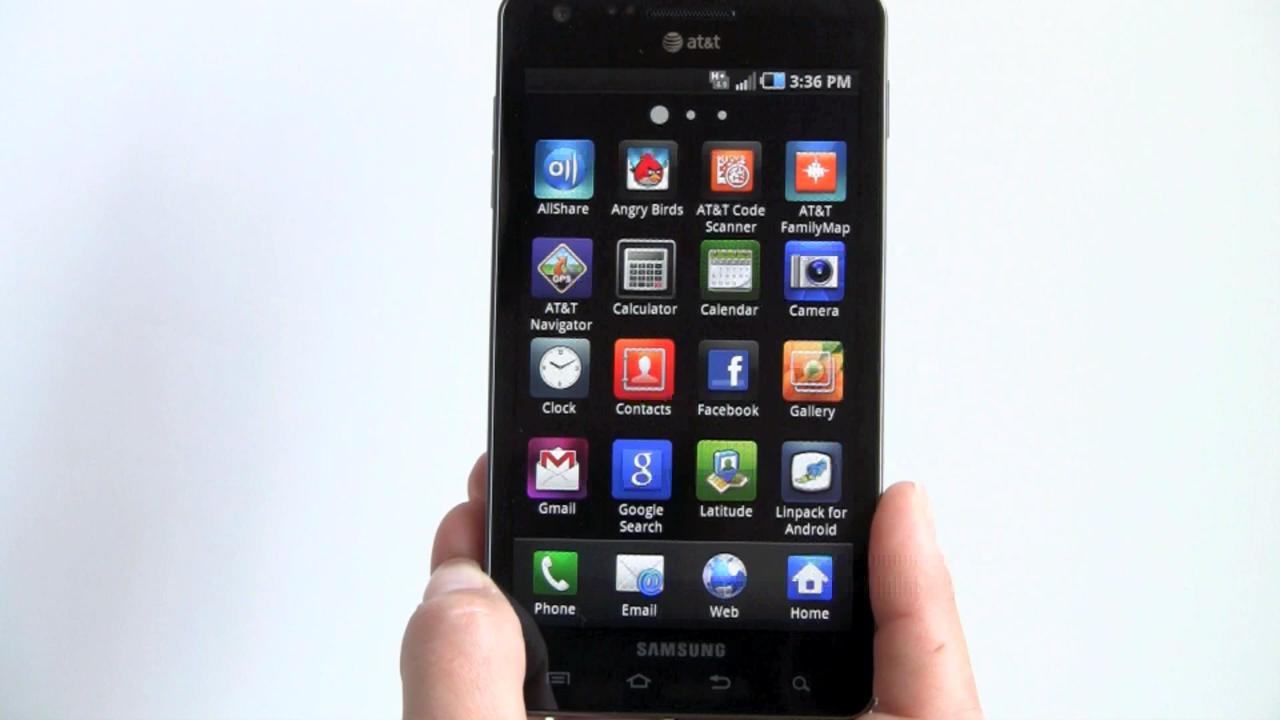 at&t
H+ 3:36 PM
AllShare Angry Birds AT&T Code Scanner AT&T FamilyMap
GPS
AT&T Navigator Calculator Calendar Camera
f
Clock Contacts Facebook Gallery
g
Gmail Google Search Latitude Linpack for Android
@
Phone Email Web Home
SAMSUNG